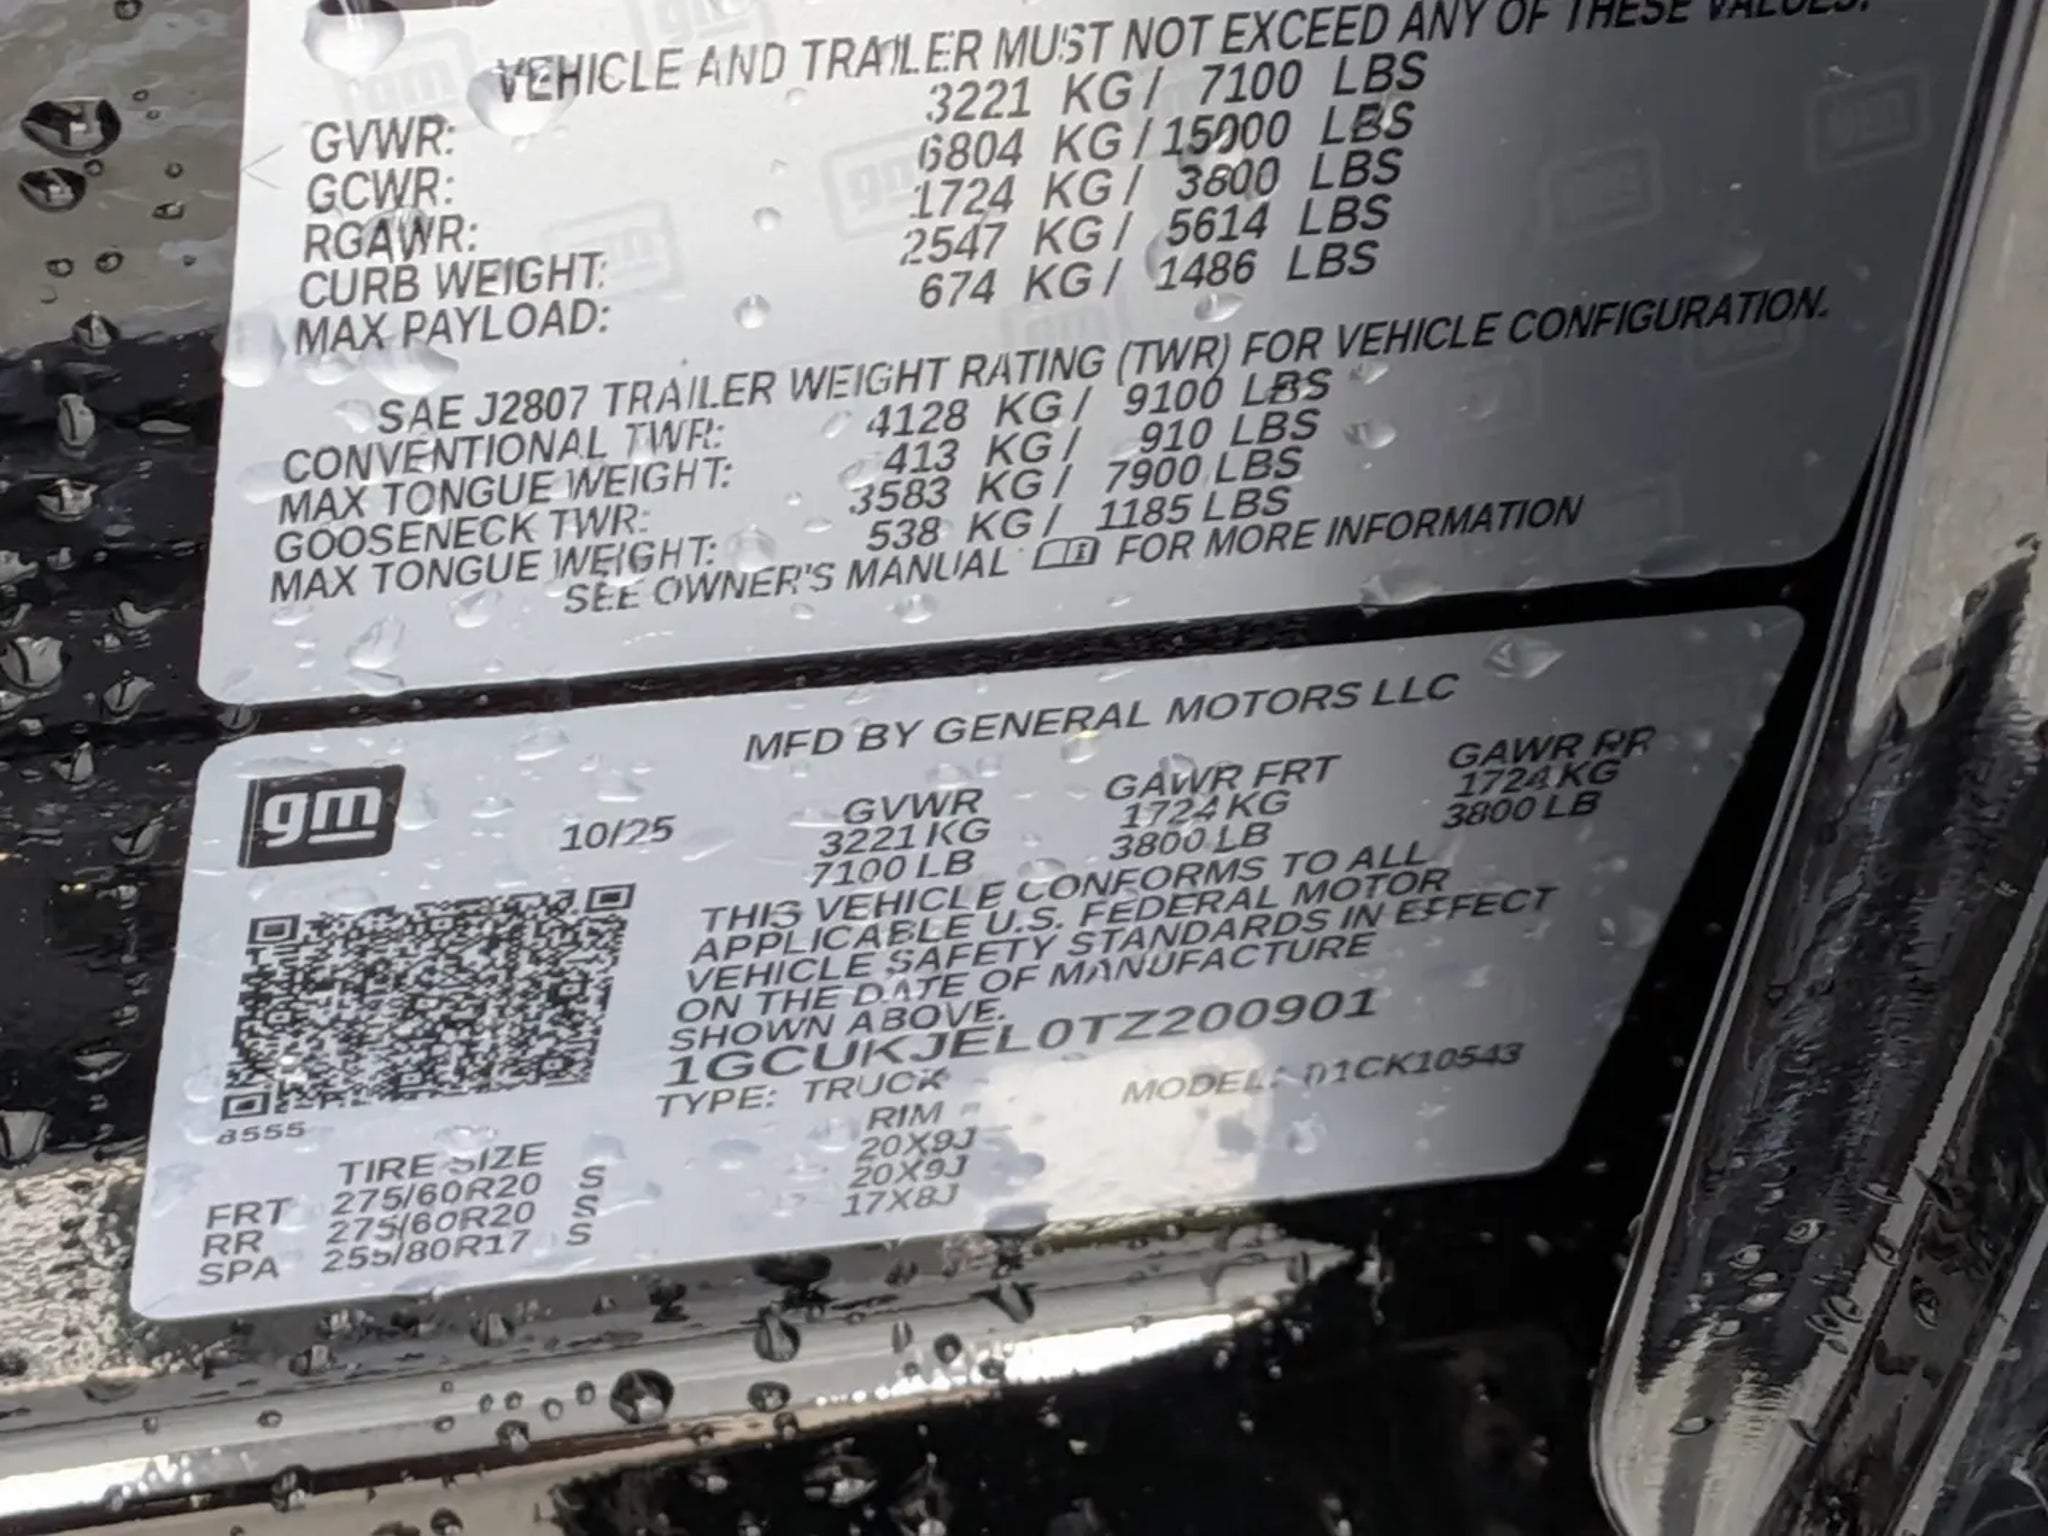 VEHICLE AND TRAILER MUST NOT EXCEED ANY OF THESE VALUES.
GVWR: 3221 KG / 7100 LBS
GCWR: 6804 KG / 15000 LBS
RGAWR: 1724 KG / 3800 LBS
CURB WEIGHT: 2547 KG / 5614 LBS
MAX PAYLOAD: 674 KG / 1486 LBS
SAE J2807 TRAILER WEIGHT RATING (TWR) FOR VEHICLE CONFIGURATION.
CONVENTIONAL TWR: 4128 KG / 9100 LBS
MAX TONGUE WEIGHT: 413 KG / 910 LBS
GOOSENECK TWR: 3583 KG / 7900 LBS
MAX TONGUE WEIGHT: 538 KG / 1185 LBS
SEE OWNER'S MANUAL FOR MORE INFORMATION
MFD BY GENERAL MOTORS LLC
gm
10/25
GVWR GAWR FRT GAWR RR
3221 KG 1724 KG 1724 KG
7100 LB 3800 LB 3800 LB
THIS VEHICLE CONFORMS TO ALL
APPLICABLE U.S. FEDERAL MOTOR
VEHICLE SAFETY STANDARDS IN EFFECT
ON THE DATE OF MANUFACTURE
SHOWN ABOVE.
1GCUKJEL0TZ200901
TYPE: TRUCK MODEL: 01CK10543
8555
TIRE SIZE RIM
FRT 275/60R20 S 20X9J
RR 275/60R20 S 20X9J
SPA 255/80R17 S 17X8J